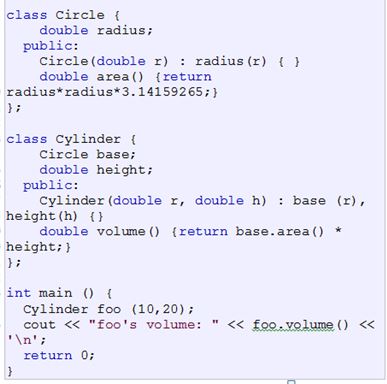 class Circle {
    double radius;
  public:
    Circle(double r) : radius(r) { }
    double area() {return
radius*radius*3.14159265;}
};

class Cylinder {
    Circle base;
    double height;
  public:
    Cylinder(double r, double h) : base (r),
height(h) {}
    double volume() {return base.area() *
height;}
};

int main () {
  Cylinder foo (10,20);
  cout << "foo's volume: " << foo.volume() <<
'\n';
  return 0;
}